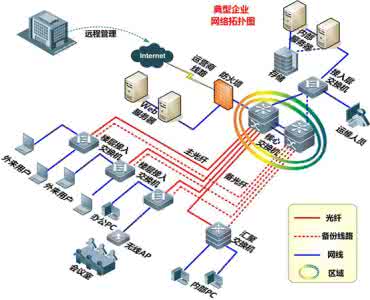 典型企业
网络拓扑图
远程管理
Internet
运营商
线路
防火墙
内部
服务器
存储
接入层
交换机
运维人员
Web
服务器
核心
交换机
主光纤
备光纤
楼层接入
交换机
楼层接入
交换机
外来用户
外来用户
办公PC
无线AP
会议室
汇聚
交换机
内部PC
光纤
备份线路
网线
区域